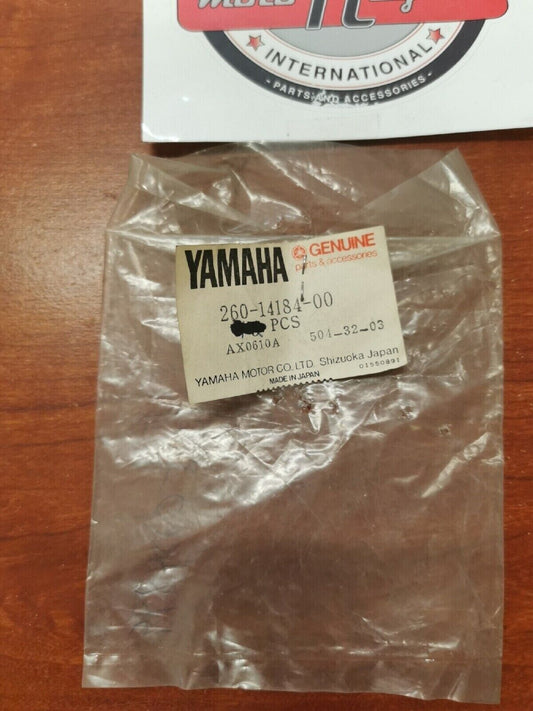 INTERNATIONAL
- PARTS AND ACCESSORIES -
YAMAHA GENUINE
parts & accessories
260-14184-00
PCS
AX0610A 504-32-03
YAMAHA MOTOR CO. LTD. Shizuoka Japan
MADE IN JAPAN 01550891